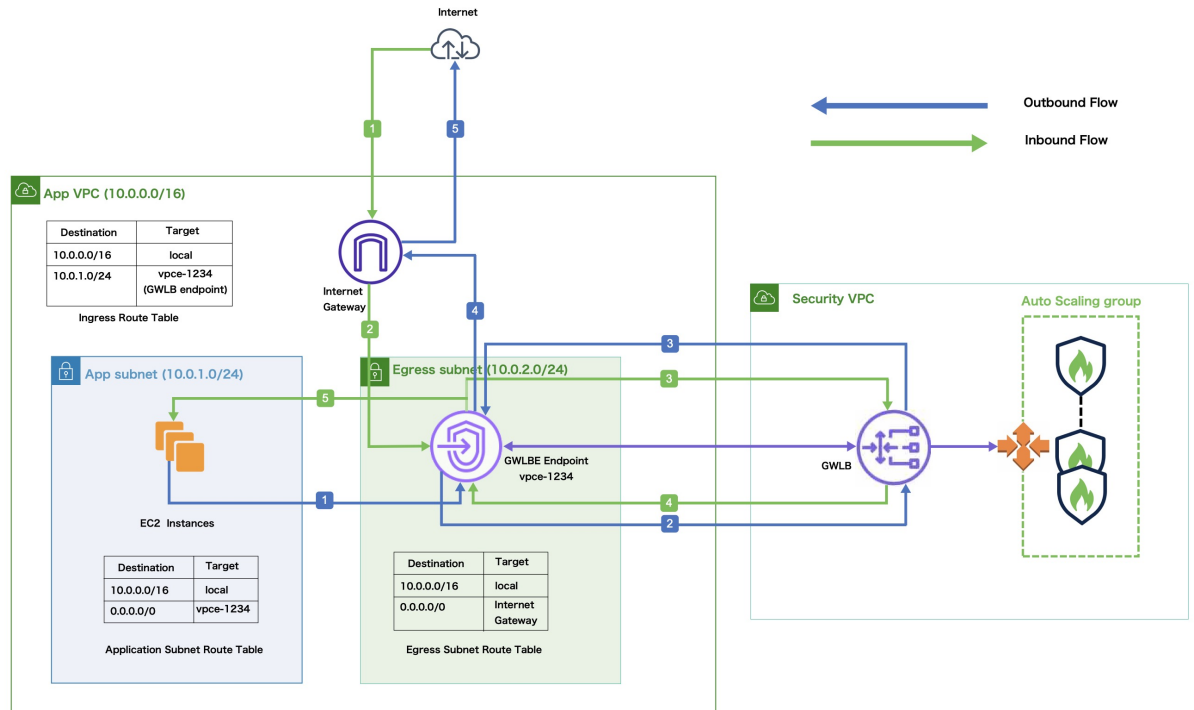 Internet
Outbound Flow
Inbound Flow
1
5
App VPC (10.0.0.0/16)
Destination Target
10.0.0.0/16 local
10.0.1.0/24 vpce-1234
(GWLB endpoint)
Ingress Route Table
Internet
Gateway
2
4
Security VPC
Auto Scaling group
3
App subnet (10.0.1.0/24)
Egress subnet (10.0.2.0/24)
3
5
GWLBE Endpoint
vpce-1234
GWLB
1
4
2
EC2 Instances
Destination Target
10.0.0.0/16 local
0.0.0.0/0 vpce-1234
Application Subnet Route Table
Destination Target
10.0.0.0/16 local
0.0.0.0/0 Internet
Gateway
Egress Subnet Route Table